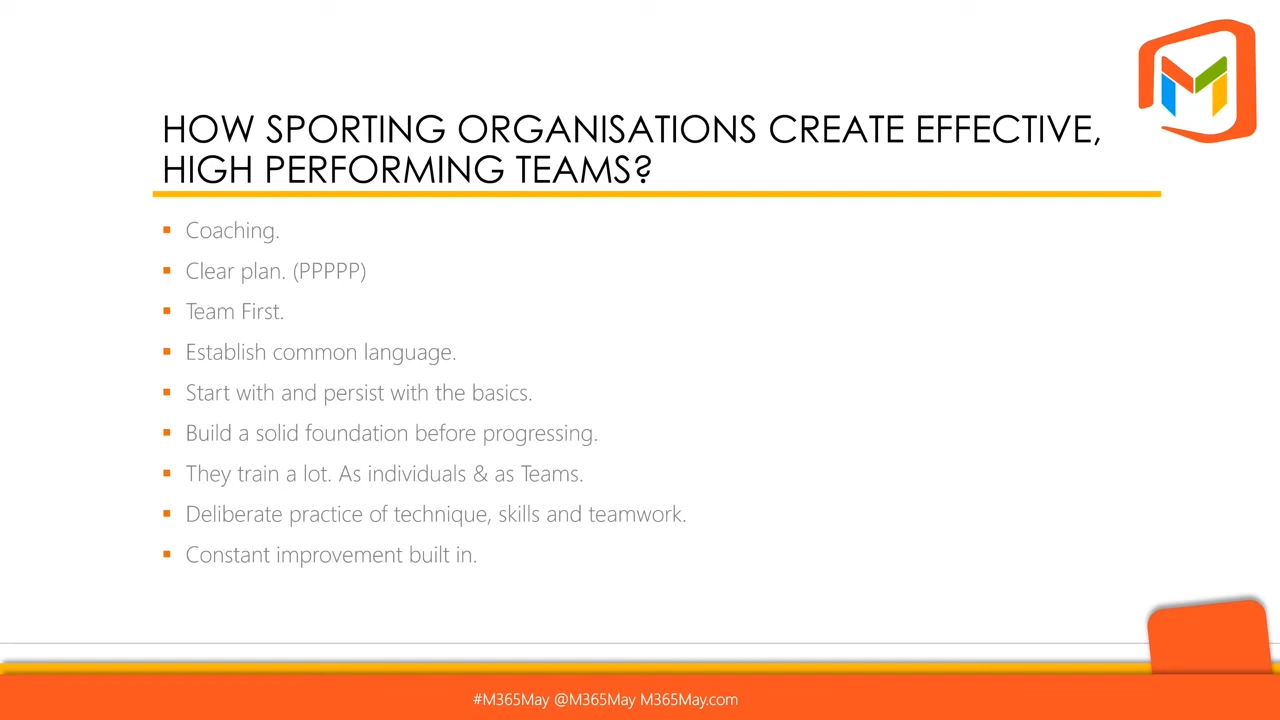 HOW SPORTING ORGANISATIONS CREATE EFFECTIVE,
HIGH PERFORMING TEAMS?
▪ Coaching.
▪ Clear plan. (PPPPP)
▪ Team First.
▪ Establish common language.
▪ Start with and persist with the basics.
▪ Build a solid foundation before progressing.
▪ They train a lot. As individuals & as Teams.
▪ Deliberate practice of technique, skills and teamwork.
▪ Constant improvement built in.
#M365May @M365May M365May.com